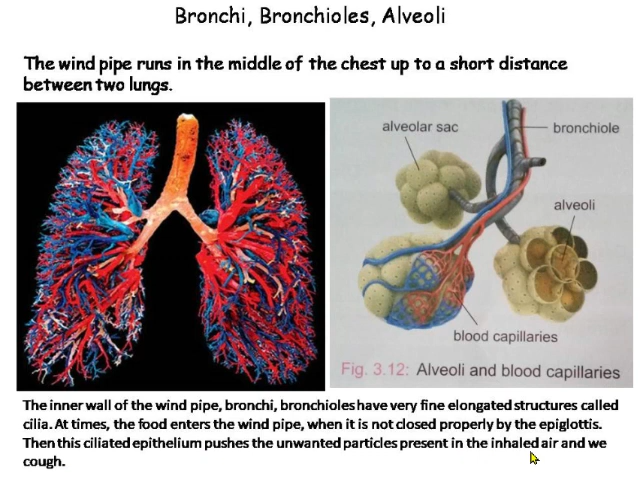 Bronchi, Bronchioles, Alveoli
The wind pipe runs in the middle of the chest up to a short distance
between two lungs.
alveolar sac
bronchiole
alveoli
blood capillaries
Fig. 3.12: Alveoli and blood capillaries
The inner wall of the wind pipe, bronchi, bronchioles have very fine elongated structures called
cilia. At times, the food enters the wind pipe, when it is not closed properly by the epiglottis.
Then this ciliated epithelium pushes the unwanted particles present in the inhaled air and we
cough.